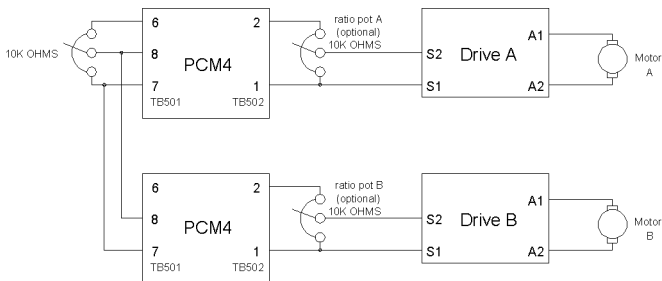 6
8
7
10K OHMS
PCM4
TB501
2
1
TB502
ratio pot A
(optional)
10K OHMS
S2
S1
Drive A
A1
A2
Motor
A
6
8
7
PCM4
TB501
2
1
TB502
ratio pot B
(optional)
10K OHMS
S2
S1
Drive B
A1
A2
Motor
B